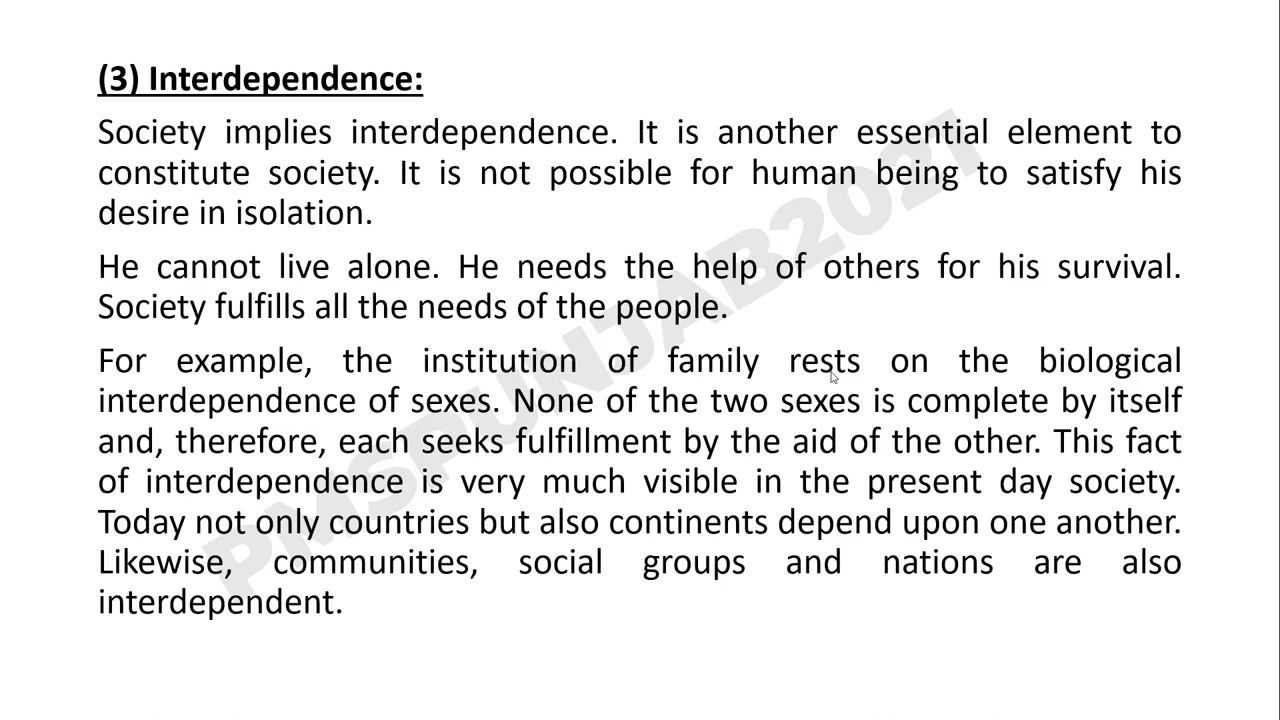 (3) Interdependence:
Society implies interdependence. It is another essential element to
constitute society. It is not possible for human being to satisfy his
desire in isolation.
He cannot live alone. He needs the help of others for his survival.
Society fulfills all the needs of the people.
For example, the institution of family rests on the biological
interdependence of sexes. None of the two sexes is complete by itself
and, therefore, each seeks fulfillment by the aid of the other. This fact
of interdependence is very much visible in the present day society.
Today not only countries but also continents depend upon one another.
Likewise, communities, social groups and nations are also
interdependent.
PMSPUNJAB2021